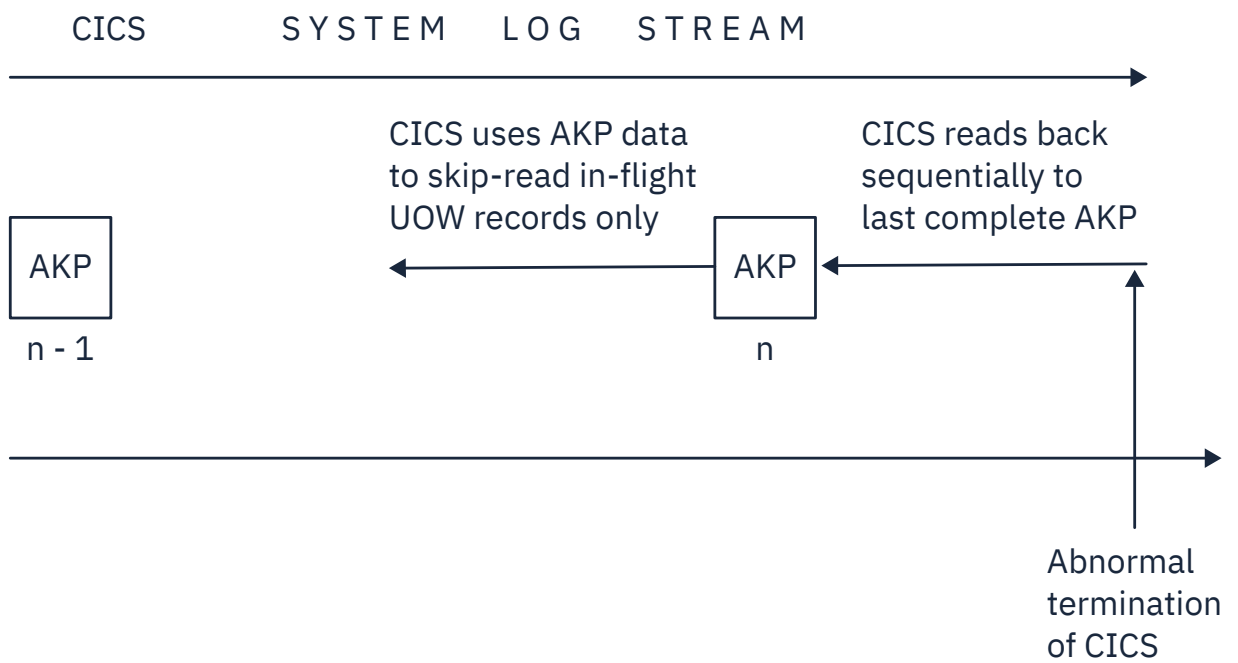 CICS SYSTEM LOG STREAM
CICS uses AKP data
to skip-read in-flight
UOW records only
CICS reads back
sequentially to
last complete AKP
AKP
n - 1
AKP
n
Abnormal
termination
of CICS